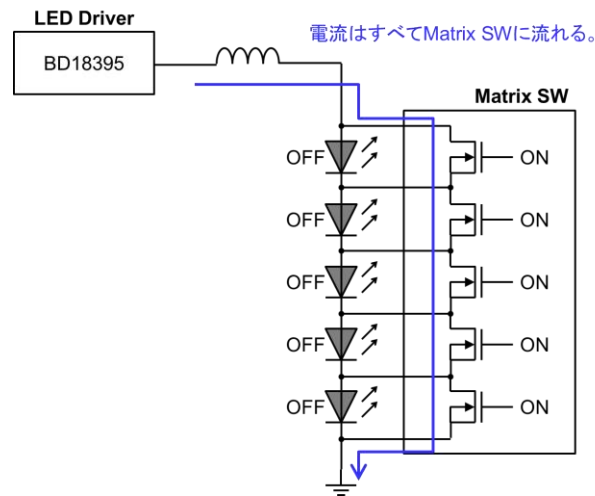 LED Driver
電流はすべてMatrix SWに流れる。
BD18395
Matrix SW
OFF ON
OFF ON
OFF ON
OFF ON
OFF ON